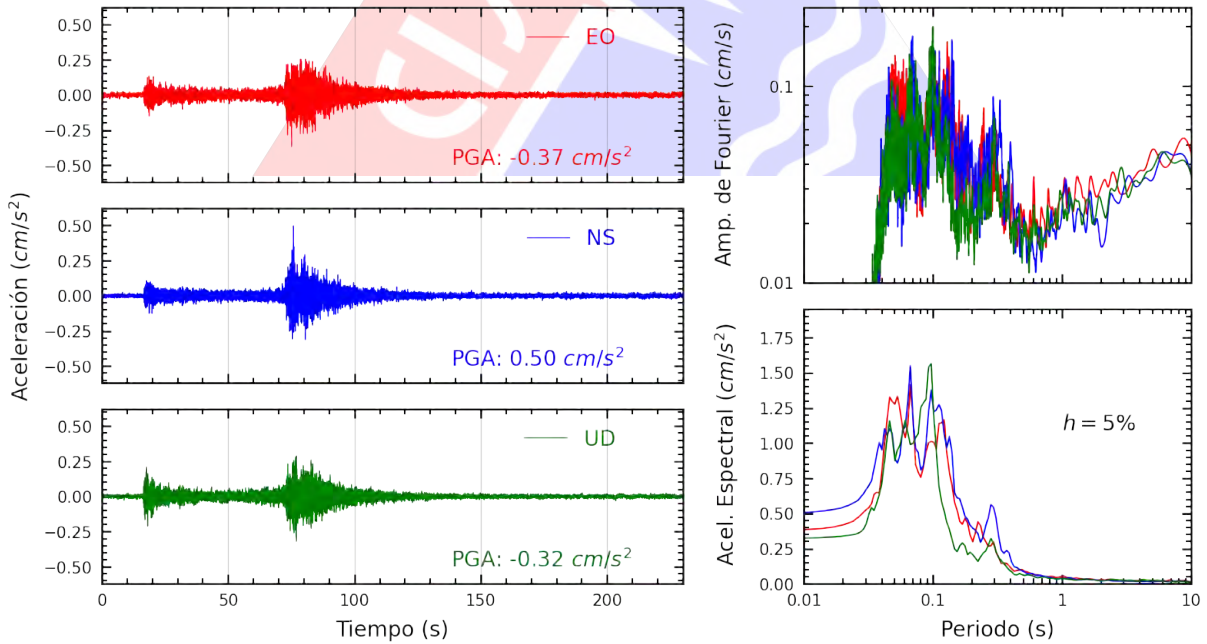 0.50
0.25
0.00
−0.25
−0.50
EO
PGA: -0.37 cm/s²
0.50
0.25
0.00
−0.25
−0.50
NS
PGA: 0.50 cm/s²
0.50
0.25
0.00
−0.25
−0.50
UD
PGA: -0.32 cm/s²
Aceleración (cm/s²)
0 50 100 150 200
Tiempo (s)
0.1
0.01
Amp. de Fourier (cm/s)
1.75
1.50
1.25
1.00
0.75
0.50
0.25
0.00
Acel. Espectral (cm/s²)
h = 5%
0.01 0.1 1 10
Periodo (s)